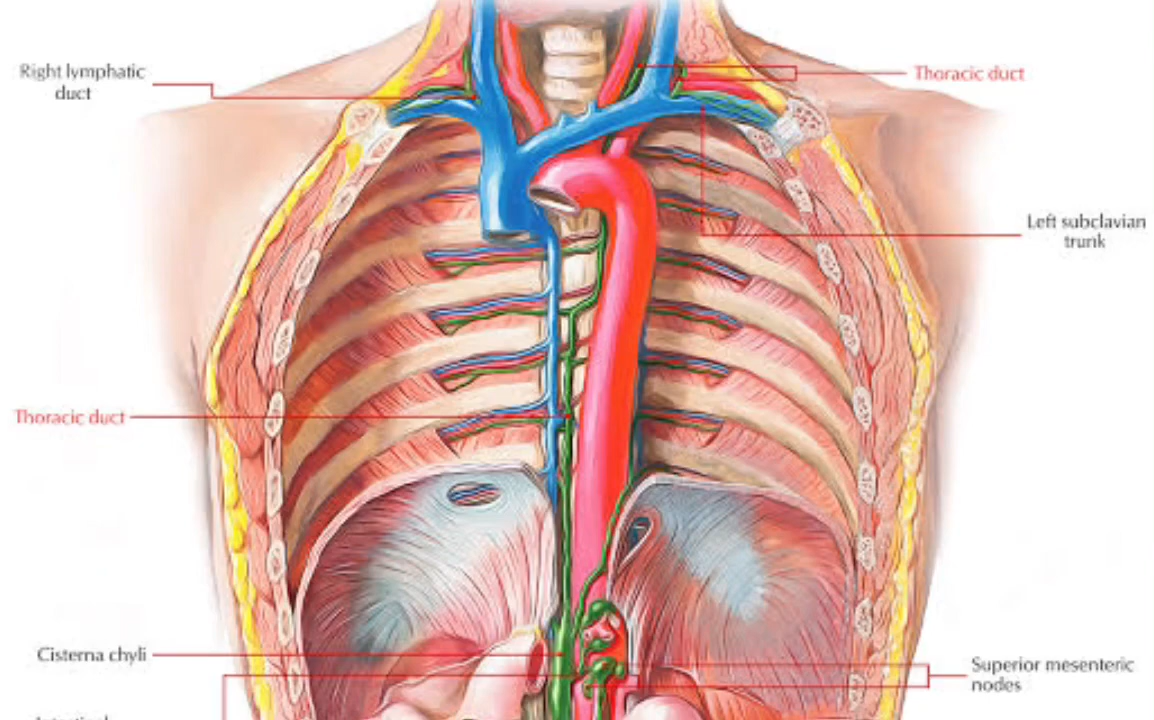 Right lymphatic
duct
Thoracic duct
Left subclavian
trunk
Thoracic duct
Cisterna chyli
Superior mesenteric
nodes